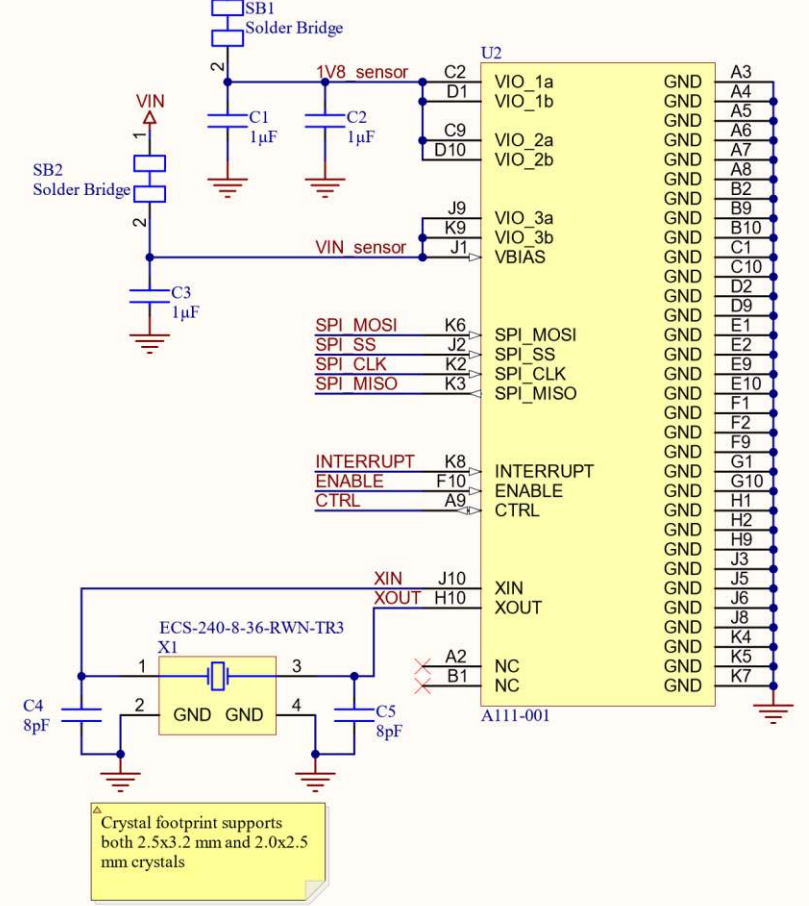 SB1
Solder Bridge
2
U2
1V8_sensor
C2 VIO_1a GND A3
D1 VIO_1b GND A4
GND A5
C9 VIO_2a GND A6
D10 VIO_2b GND A7
GND A8
GND B2
J9 VIO_3a GND B9
K9 VIO_3b GND B10
VIN_sensor J1 VBIAS GND C1
GND C10
GND D2
GND D9
SPI_MOSI K6 SPI_MOSI GND E1
SPI_SS J2 SPI_SS GND E2
SPI_CLK K2 SPI_CLK GND E9
SPI_MISO K3 SPI_MISO GND E10
GND F1
GND F2
GND F9
INTERRUPT K8 INTERRUPT GND G1
ENABLE F10 ENABLE GND G10
CTRL A9 CTRL GND H1
GND H2
GND H9
GND J3
XIN J10 XIN GND J5
XOUT H10 XOUT GND J6
GND J8
GND K4
A2 NC GND K5
B1 NC GND K7
A111-001
C1
1µF
C2
1µF
VIN
1
SB2
Solder Bridge
2
C3
1µF
ECS-240-8-36-RWN-TR3
X1
1 3
2 GND GND 4
C4
8pF
C5
8pF
Crystal footprint supports
both 2.5x3.2 mm and 2.0x2.5
mm crystals